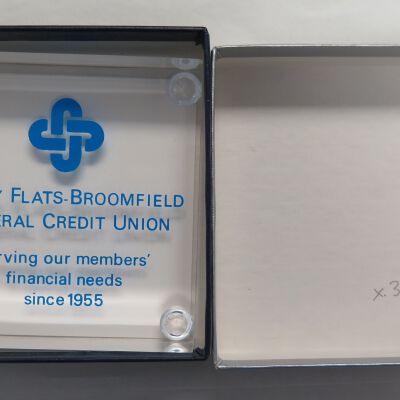 Y FLATS-BROOMFIELD
ERAL CREDIT UNION
rving our members'
financial needs
since 1955
x.3